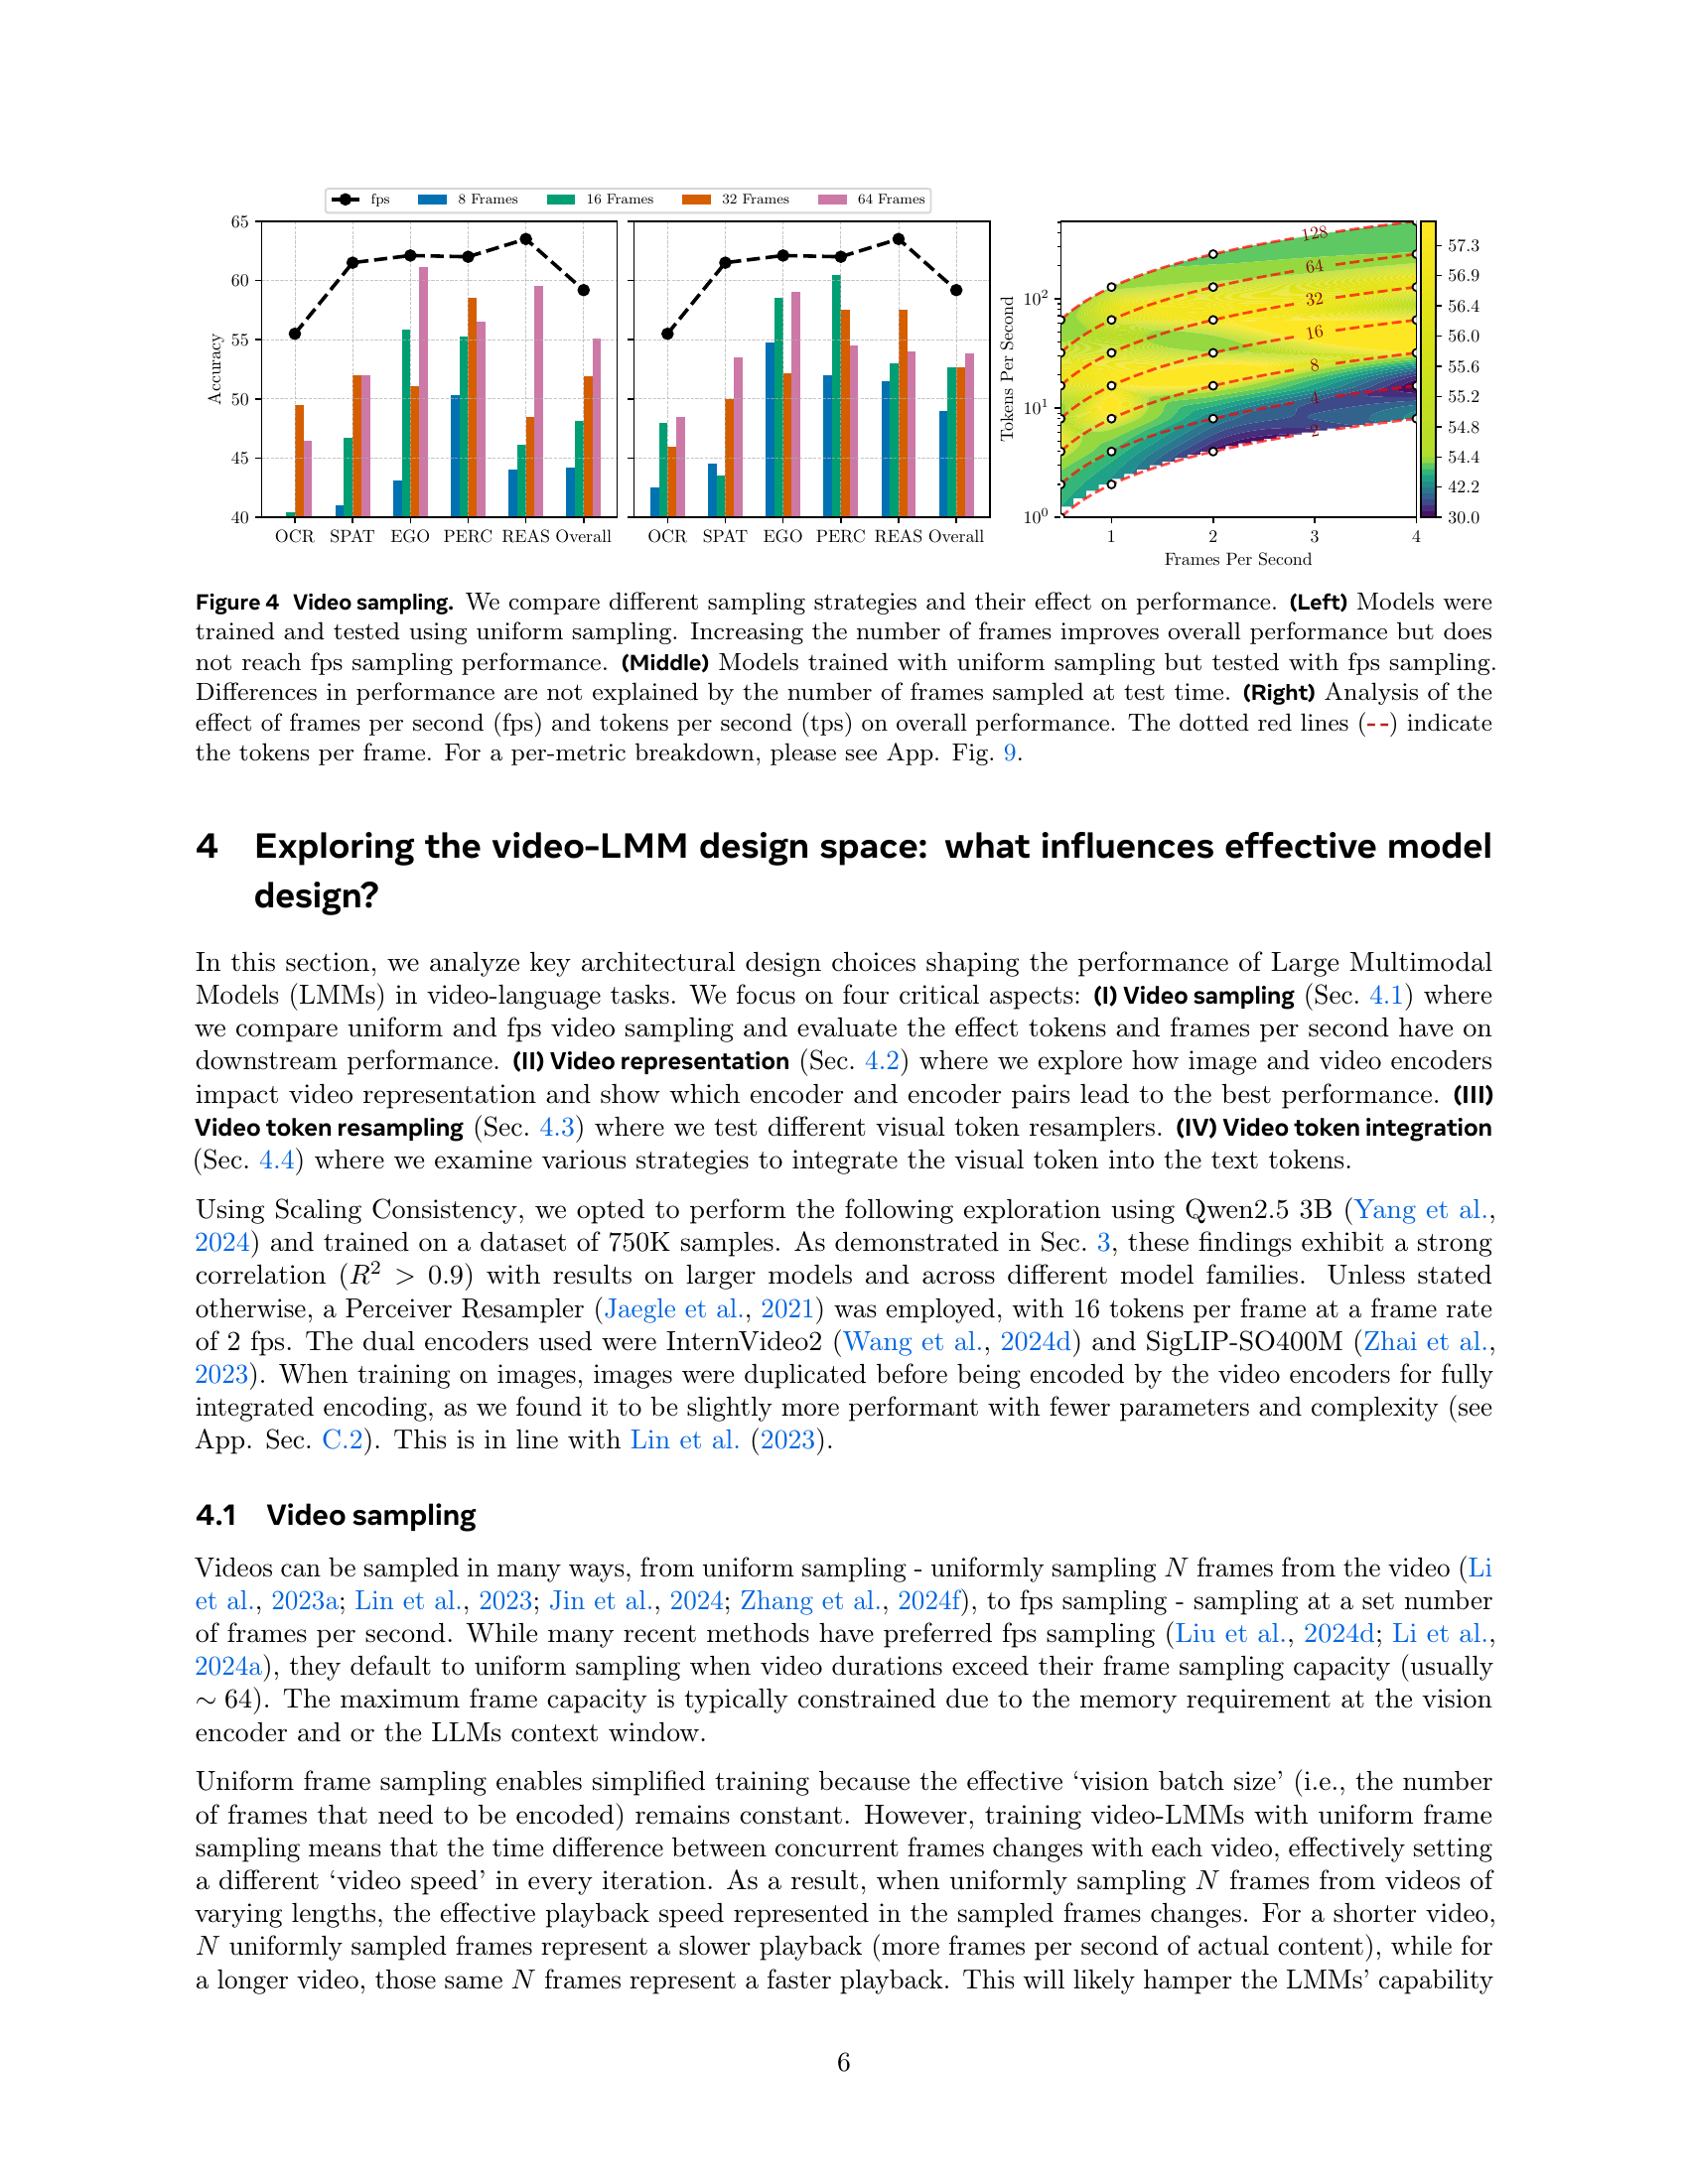 fps 8 Frames 16 Frames 32 Frames 64 Frames
65
60
55
50
45
40
Accuracy
OCR SPAT EGO PERC REAS Overall
OCR SPAT EGO PERC REAS Overall
Tokens Per Second
10²
10¹
10⁰
128
64
32
16
8
4
2
1 2 3 4
Frames Per Second
57.3
56.9
56.4
56.0
55.6
55.2
54.8
54.4
42.2
30.0
Figure 4 Video sampling. We compare different sampling strategies and their effect on performance. (Left) Models were
trained and tested using uniform sampling. Increasing the number of frames improves overall performance but does
not reach fps sampling performance. (Middle) Models trained with uniform sampling but tested with fps sampling.
Differences in performance are not explained by the number of frames sampled at test time. (Right) Analysis of the
effect of frames per second (fps) and tokens per second (tps) on overall performance. The dotted red lines (--) indicate
the tokens per frame. For a per-metric breakdown, please see App. Fig. 9.
4 Exploring the video-LMM design space: what influences effective model
design?
In this section, we analyze key architectural design choices shaping the performance of Large Multimodal
Models (LMMs) in video-language tasks. We focus on four critical aspects: (I) Video sampling (Sec. 4.1) where
we compare uniform and fps video sampling and evaluate the effect tokens and frames per second have on
downstream performance. (II) Video representation (Sec. 4.2) where we explore how image and video encoders
impact video representation and show which encoder and encoder pairs lead to the best performance. (III)
Video token resampling (Sec. 4.3) where we test different visual token resamplers. (IV) Video token integration
(Sec. 4.4) where we examine various strategies to integrate the visual token into the text tokens.
Using Scaling Consistency, we opted to perform the following exploration using Qwen2.5 3B (Yang et al.,
2024) and trained on a dataset of 750K samples. As demonstrated in Sec. 3, these findings exhibit a strong
correlation (R² > 0.9) with results on larger models and across different model families. Unless stated
otherwise, a Perceiver Resampler (Jaegle et al., 2021) was employed, with 16 tokens per frame at a frame rate
of 2 fps. The dual encoders used were InternVideo2 (Wang et al., 2024d) and SigLIP-SO400M (Zhai et al.,
2023). When training on images, images were duplicated before being encoded by the video encoders for fully
integrated encoding, as we found it to be slightly more performant with fewer parameters and complexity (see
App. Sec. C.2). This is in line with Lin et al. (2023).
4.1 Video sampling
Videos can be sampled in many ways, from uniform sampling - uniformly sampling N frames from the video (Li
et al., 2023a; Lin et al., 2023; Jin et al., 2024; Zhang et al., 2024f), to fps sampling - sampling at a set number
of frames per second. While many recent methods have preferred fps sampling (Liu et al., 2024d; Li et al.,
2024a), they default to uniform sampling when video durations exceed their frame sampling capacity (usually
∼ 64). The maximum frame capacity is typically constrained due to the memory requirement at the vision
encoder and or the LLMs context window.
Uniform frame sampling enables simplified training because the effective ‘vision batch size’ (i.e., the number
of frames that need to be encoded) remains constant. However, training video-LMMs with uniform frame
sampling means that the time difference between concurrent frames changes with each video, effectively setting
a different ‘video speed’ in every iteration. As a result, when uniformly sampling N frames from videos of
varying lengths, the effective playback speed represented in the sampled frames changes. For a shorter video,
N uniformly sampled frames represent a slower playback (more frames per second of actual content), while for
a longer video, those same N frames represent a faster playback. This will likely hamper the LMMs’ capability
6